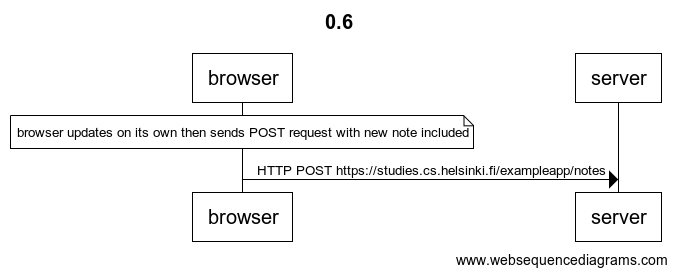 0.6
browser
server
browser updates on its own then sends POST request with new note included
HTTP POST https://studies.cs.helsinki.fi/exampleapp/notes
browser
server
www.websequencediagrams.com